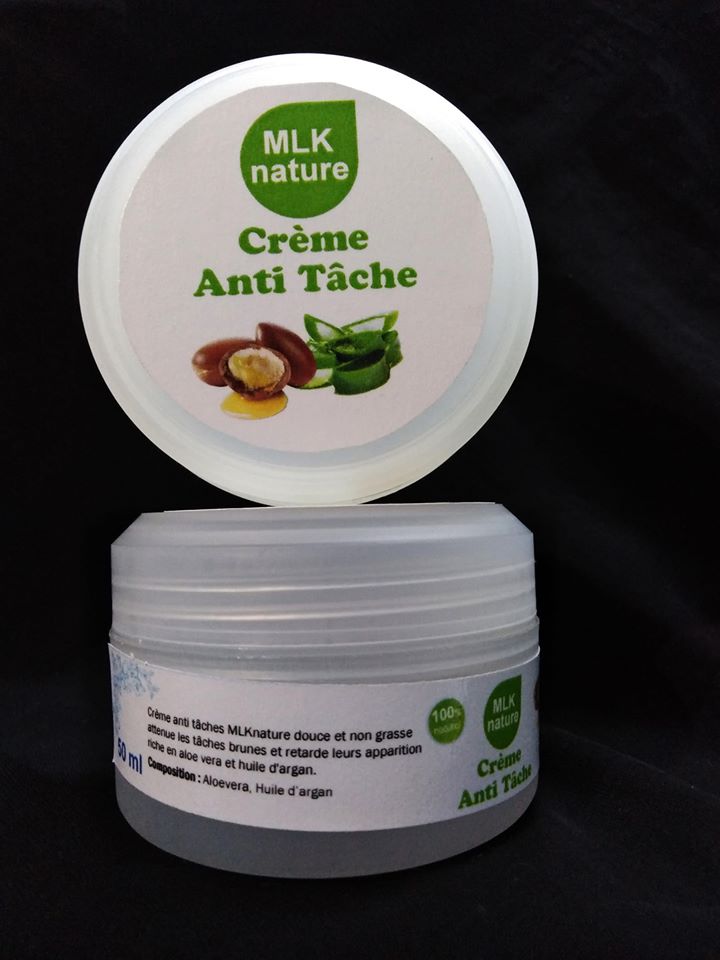 MLK
nature
Crème
Anti Tâche
Crème anti tâches MLKnature douce et non grasse
attenue les tâches brunes et retarde leurs apparition
riche en aloe vera et huile d'argan.
Composition : Aloevera, Huile d'argan
50 ml
100%
naturel
MLK
nature
Crème
Anti Tâche